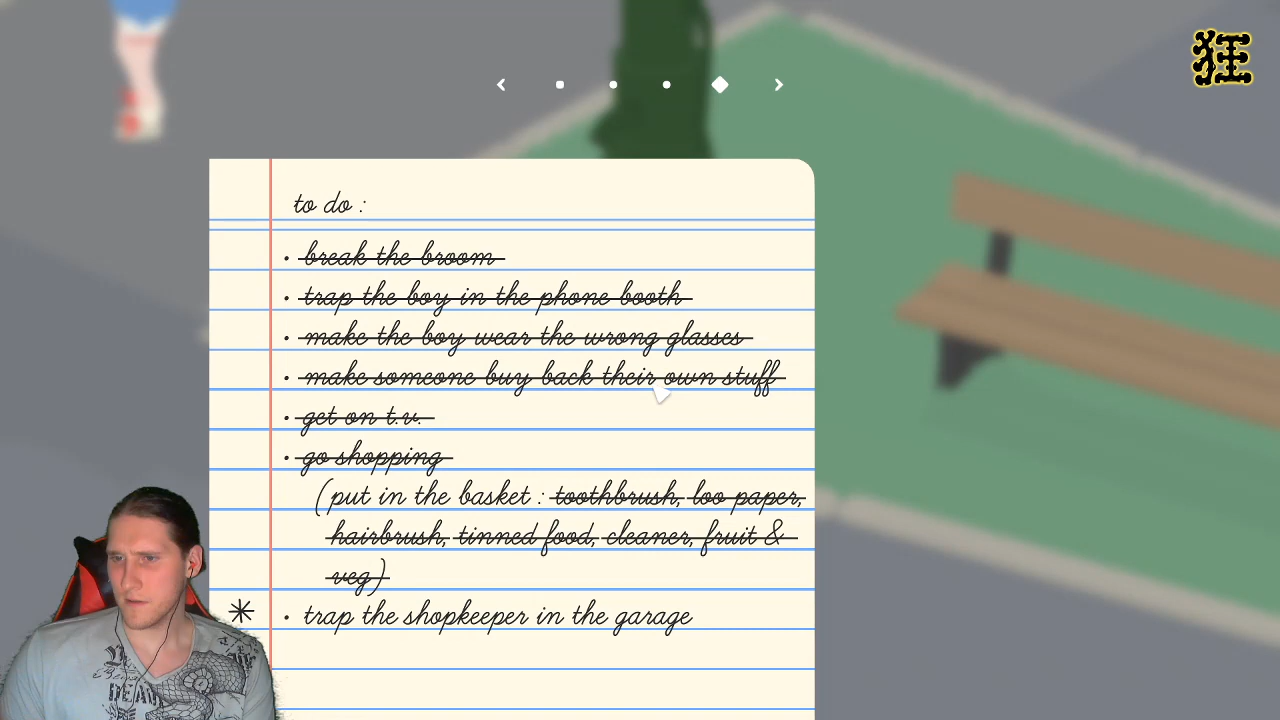 狂
to do :
• break the broom
• trap the boy in the phone booth
• make the boy wear the wrong glasses
• make someone buy back their own stuff
• get on t.v.
• go shopping
(put in the basket : toothbrush, loo paper,
hairbrush, tinned food, cleaner, fruit &
veg)
* • trap the shopkeeper in the garage